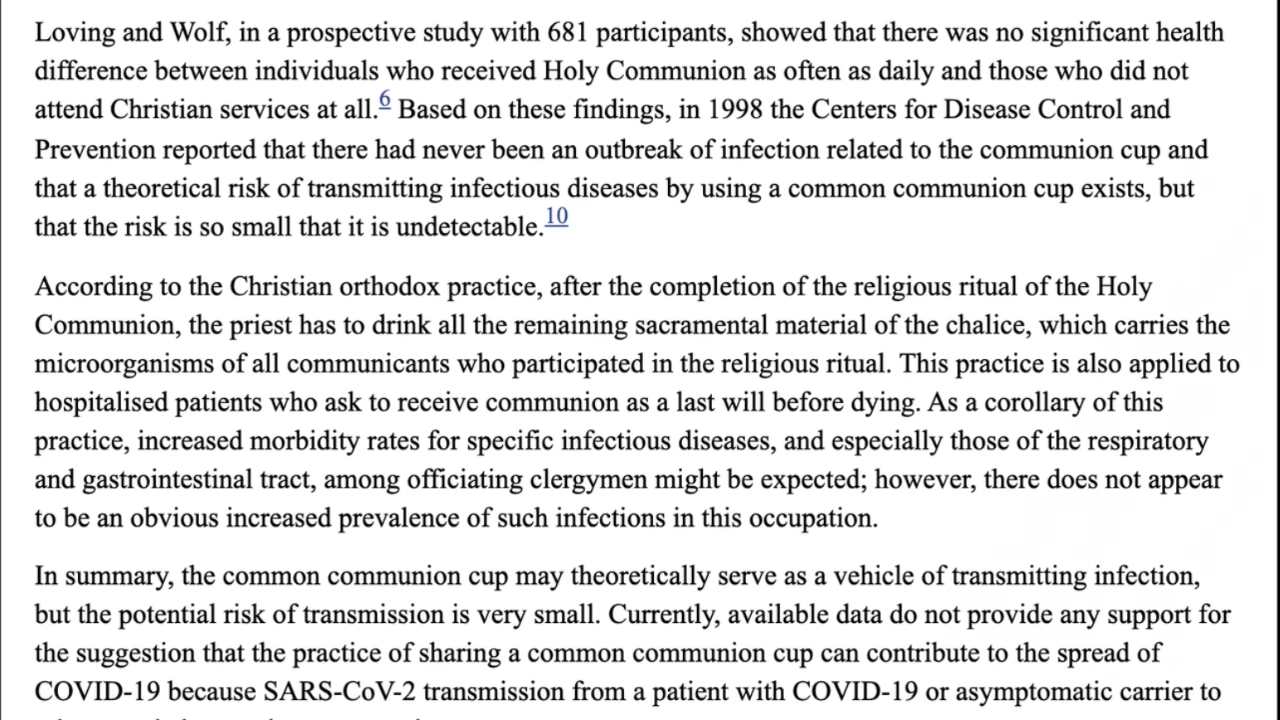 Loving and Wolf, in a prospective study with 681 participants, showed that there was no significant health
difference between individuals who received Holy Communion as often as daily and those who did not
attend Christian services at all.6 Based on these findings, in 1998 the Centers for Disease Control and
Prevention reported that there had never been an outbreak of infection related to the communion cup and
that a theoretical risk of transmitting infectious diseases by using a common communion cup exists, but
that the risk is so small that it is undetectable.10
According to the Christian orthodox practice, after the completion of the religious ritual of the Holy
Communion, the priest has to drink all the remaining sacramental material of the chalice, which carries the
microorganisms of all communicants who participated in the religious ritual. This practice is also applied to
hospitalised patients who ask to receive communion as a last will before dying. As a corollary of this
practice, increased morbidity rates for specific infectious diseases, and especially those of the respiratory
and gastrointestinal tract, among officiating clergymen might be expected; however, there does not appear
to be an obvious increased prevalence of such infections in this occupation.
In summary, the common communion cup may theoretically serve as a vehicle of transmitting infection,
but the potential risk of transmission is very small. Currently, available data do not provide any support for
the suggestion that the practice of sharing a common communion cup can contribute to the spread of
COVID-19 because SARS-CoV-2 transmission from a patient with COVID-19 or asymptomatic carrier to